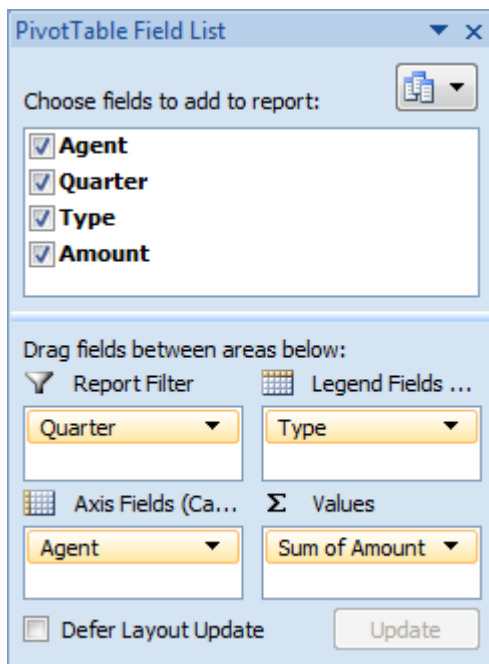 PivotTable Field List
Choose fields to add to report:
Agent
Quarter
Type
Amount
Drag fields between areas below:
Report Filter
Legend Fields ...
Quarter
Type
Axis Fields (Ca...
Σ Values
Agent
Sum of Amount
Defer Layout Update
Update